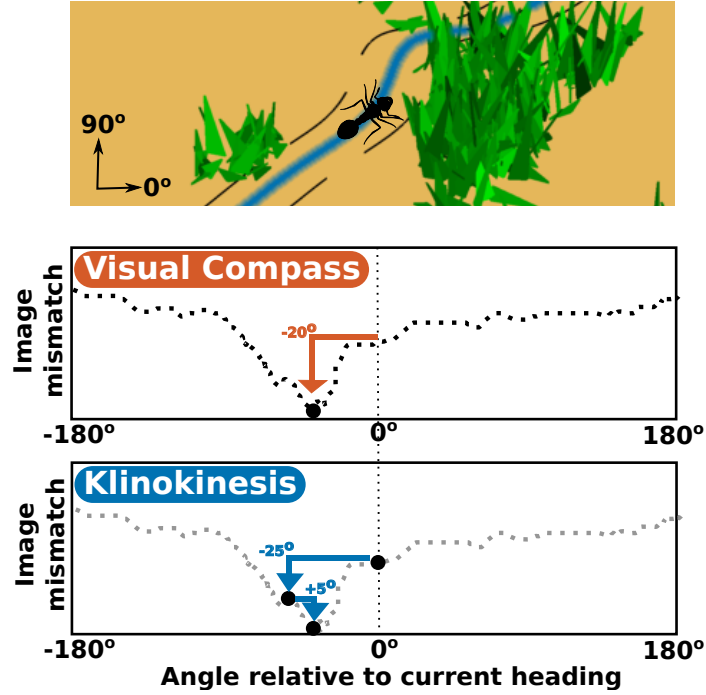 90º
0º
Visual Compass
Image
mismatch
-20º
-180º
0º
180º
Klinokinesis
Image
mismatch
-25º
+5º
-180º
0º
180º
Angle relative to current heading